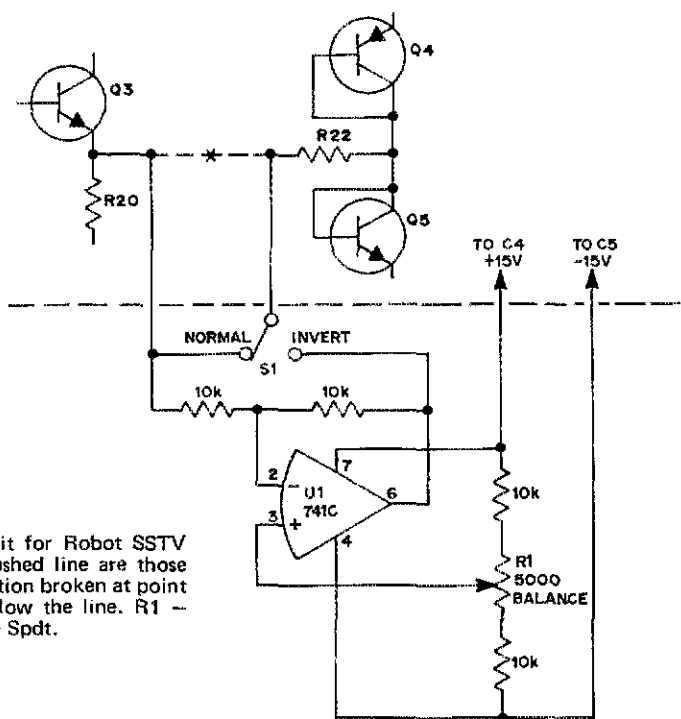 Q3
Q4
R22
R20
Q5
TO C4
+15V
TO C5
-15V
NORMAL
INVERT
S1
10k
10k
2
-
7
U1
741C
6
3
+
4
10k
R1
5000
BALANCE
10k
it for Robot SSTV
shed line are those
tion broken at point
low the line. R1 –
Spdt.